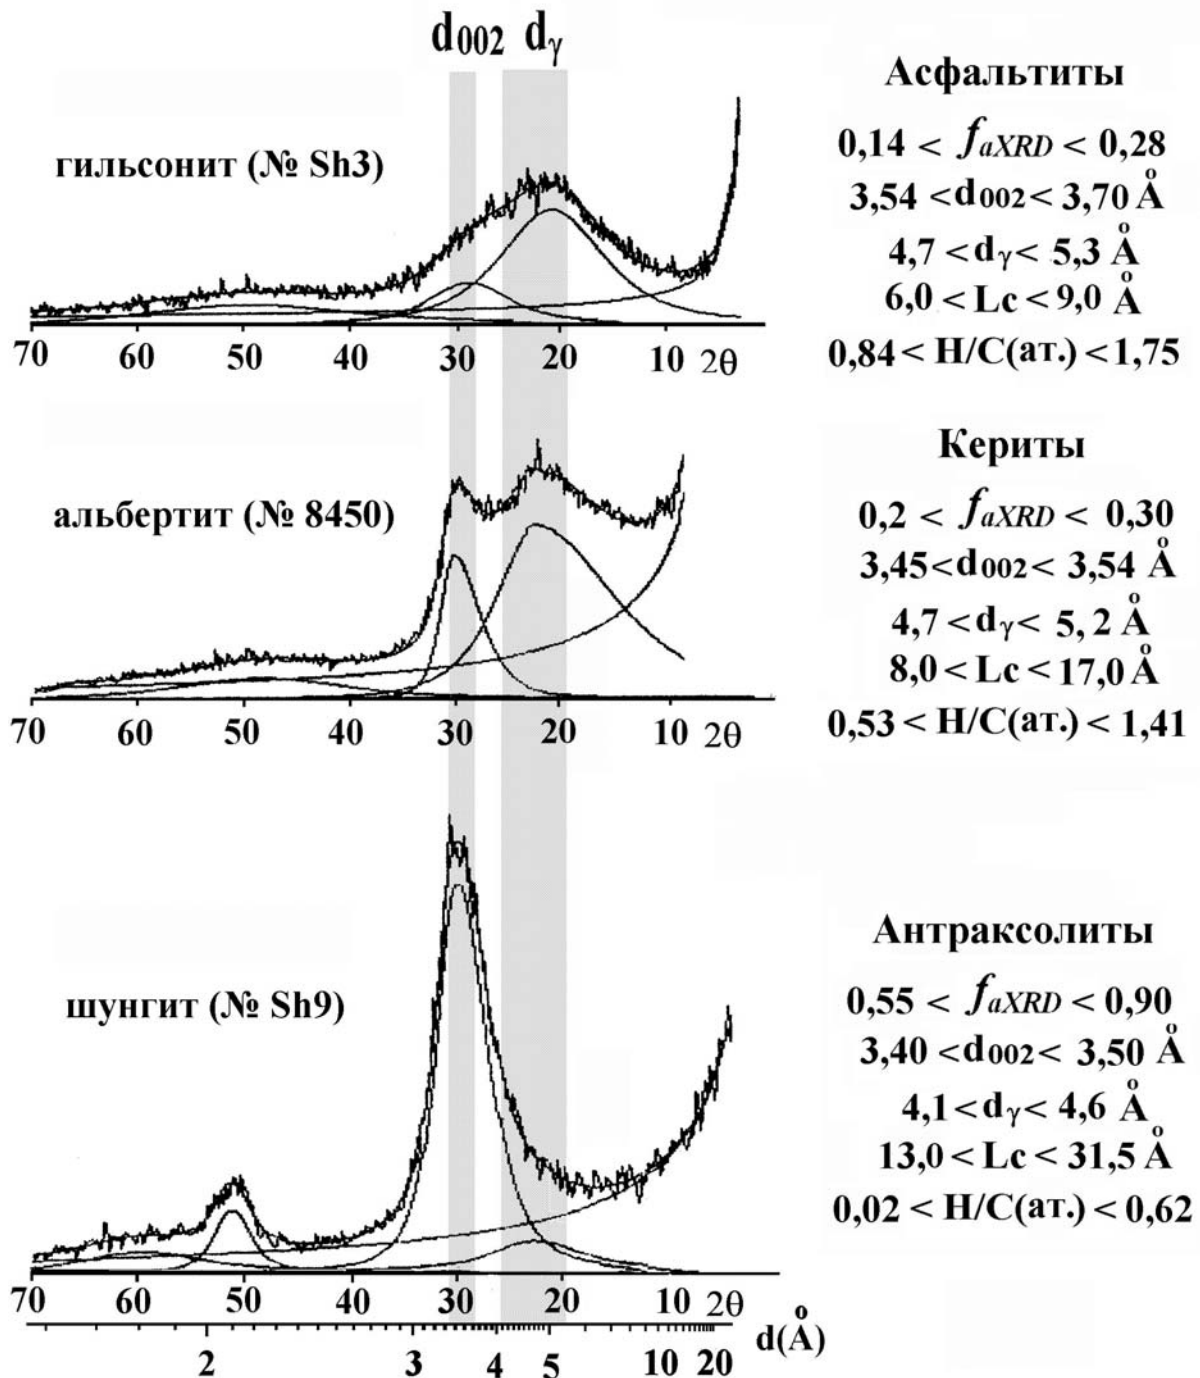 d002 dγ
гильсонит (№ Sh3)
70 60 50 40 30 20 10 2θ
Асфальтиты
0,14 < faXRD < 0,28
3,54 <d002< 3,70 Å
4,7 <dγ< 5,3 Å
6,0 < Lc < 9,0 Å
0,84 < H/C(ат.) <1,75
альбертит (№ 8450)
70 60 50 40 30 20 10 2θ
Кериты
0,2 < faXRD < 0,30
3,45<d002< 3,54 Å
4,7 <dγ< 5,2 Å
8,0 < Lc < 17,0 Å
0,53 < H/C(ат.) < 1,41
шунгит (№ Sh9)
70 60 50 40 30 20 10 2θ
2 3 4 5 10 20 d(Å)
Антраксолиты
0,55 < faXRD < 0,90
3,40 <d002< 3,50 Å
4,1<dγ< 4,6 Å
13,0 < Lc < 31,5 Å
0,02 < H/C(ат.) < 0,62